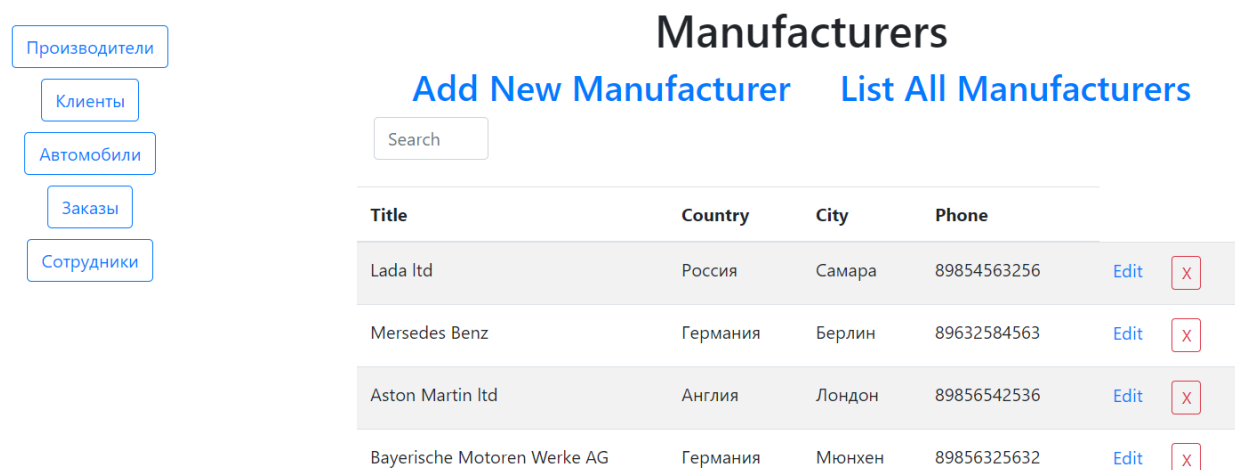 Производители
Клиенты
Автомобили
Заказы
Сотрудники
Manufacturers
Add New Manufacturer List All Manufacturers
Search
Title Country City Phone
Lada ltd Россия Самара 89854563256 Edit X
Mersedes Benz Германия Берлин 89632584563 Edit X
Aston Martin ltd Англия Лондон 89856542536 Edit X
Bayerische Motoren Werke AG Германия Мюнхен 89856325632 Edit X